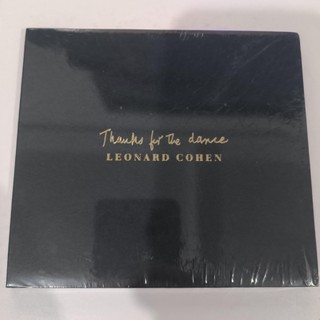 Thanks for the dance
LEONARD COHEN